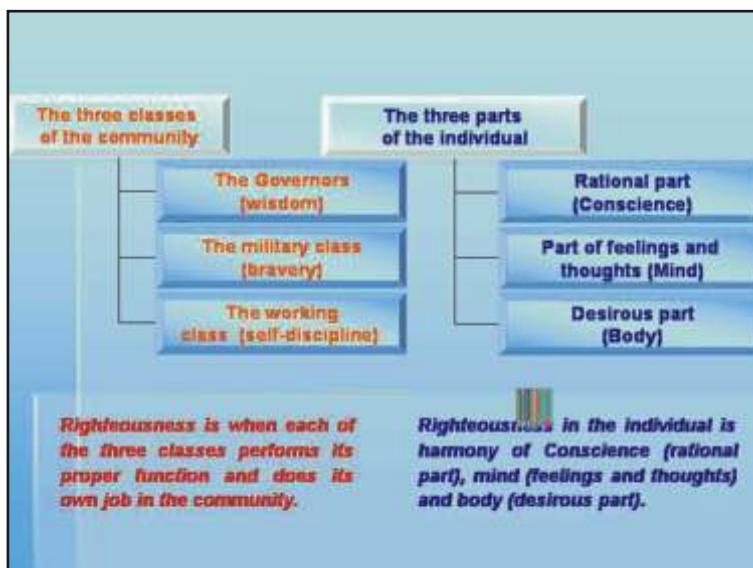 The three classes
of the community
The Governors
(wisdom)
The military class
(bravery)
The working
class (self-discipline)
Righteousness is when each of
the three classes performs its
proper function and does its
own job in the community.
The three parts
of the individual
Rational part
(Conscience)
Part of feelings and
thoughts (Mind)
Desirous part
(Body)
in the individual is
harmony of Conscience (rational
part), mind (feelings and thoughts)
and body (desirous part).